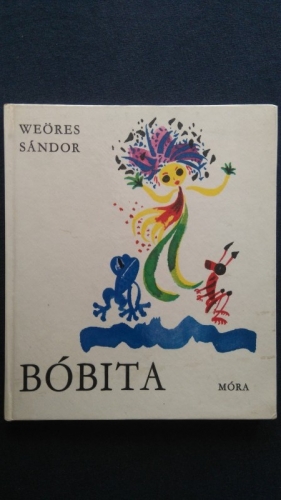 WEÖRES
SÁNDOR
BÓBITA
MÓRA